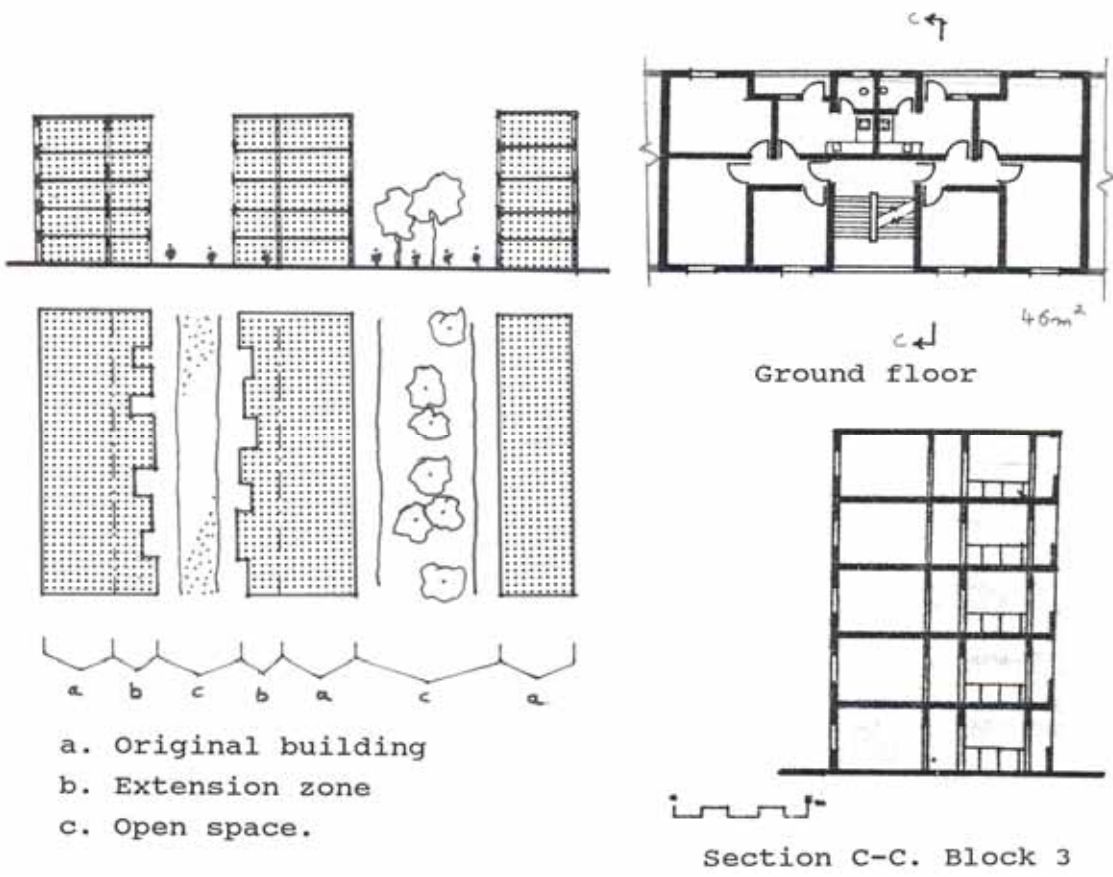 a
b
c
b
a
c
a
a. Original building
b. Extension zone
c. Open space.
C
46m²
C
Ground floor
Section C-C. Block 3